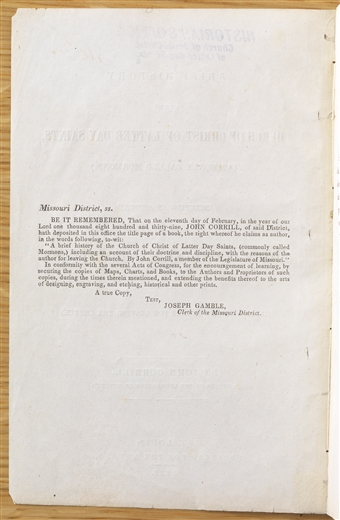 Missouri District, ss.
BE IT REMEMBERED, That on the eleventh day of February, in the year of our
Lord one thousand eight hundred and thirty-nine, JOHN CORRILL, of said District,
hath deposited in this office the title page of a book, the right whereof he claims as author,
in the words following, to-wit:
"A brief history of the Church of Christ of Latter Day Saints, (commonly called
Mormons,) including an account of their doctrine and discipline, with the reasons of the
author for leaving the Church. By John Corrill, a member of the Legislature of Missouri."
In conformity with the several Acts of Congress, for the encouragement of learning, by
securing the copies of Maps, Charts, and Books, to the Authors and Proprietors of such
copies, during the times therein mentioned, and extending the benefits thereof to the arts
of designing, engraving, and etching, historical and other prints.
A true Copy,
Test,
JOSEPH GAMBLE,
Clerk of the Missouri District.